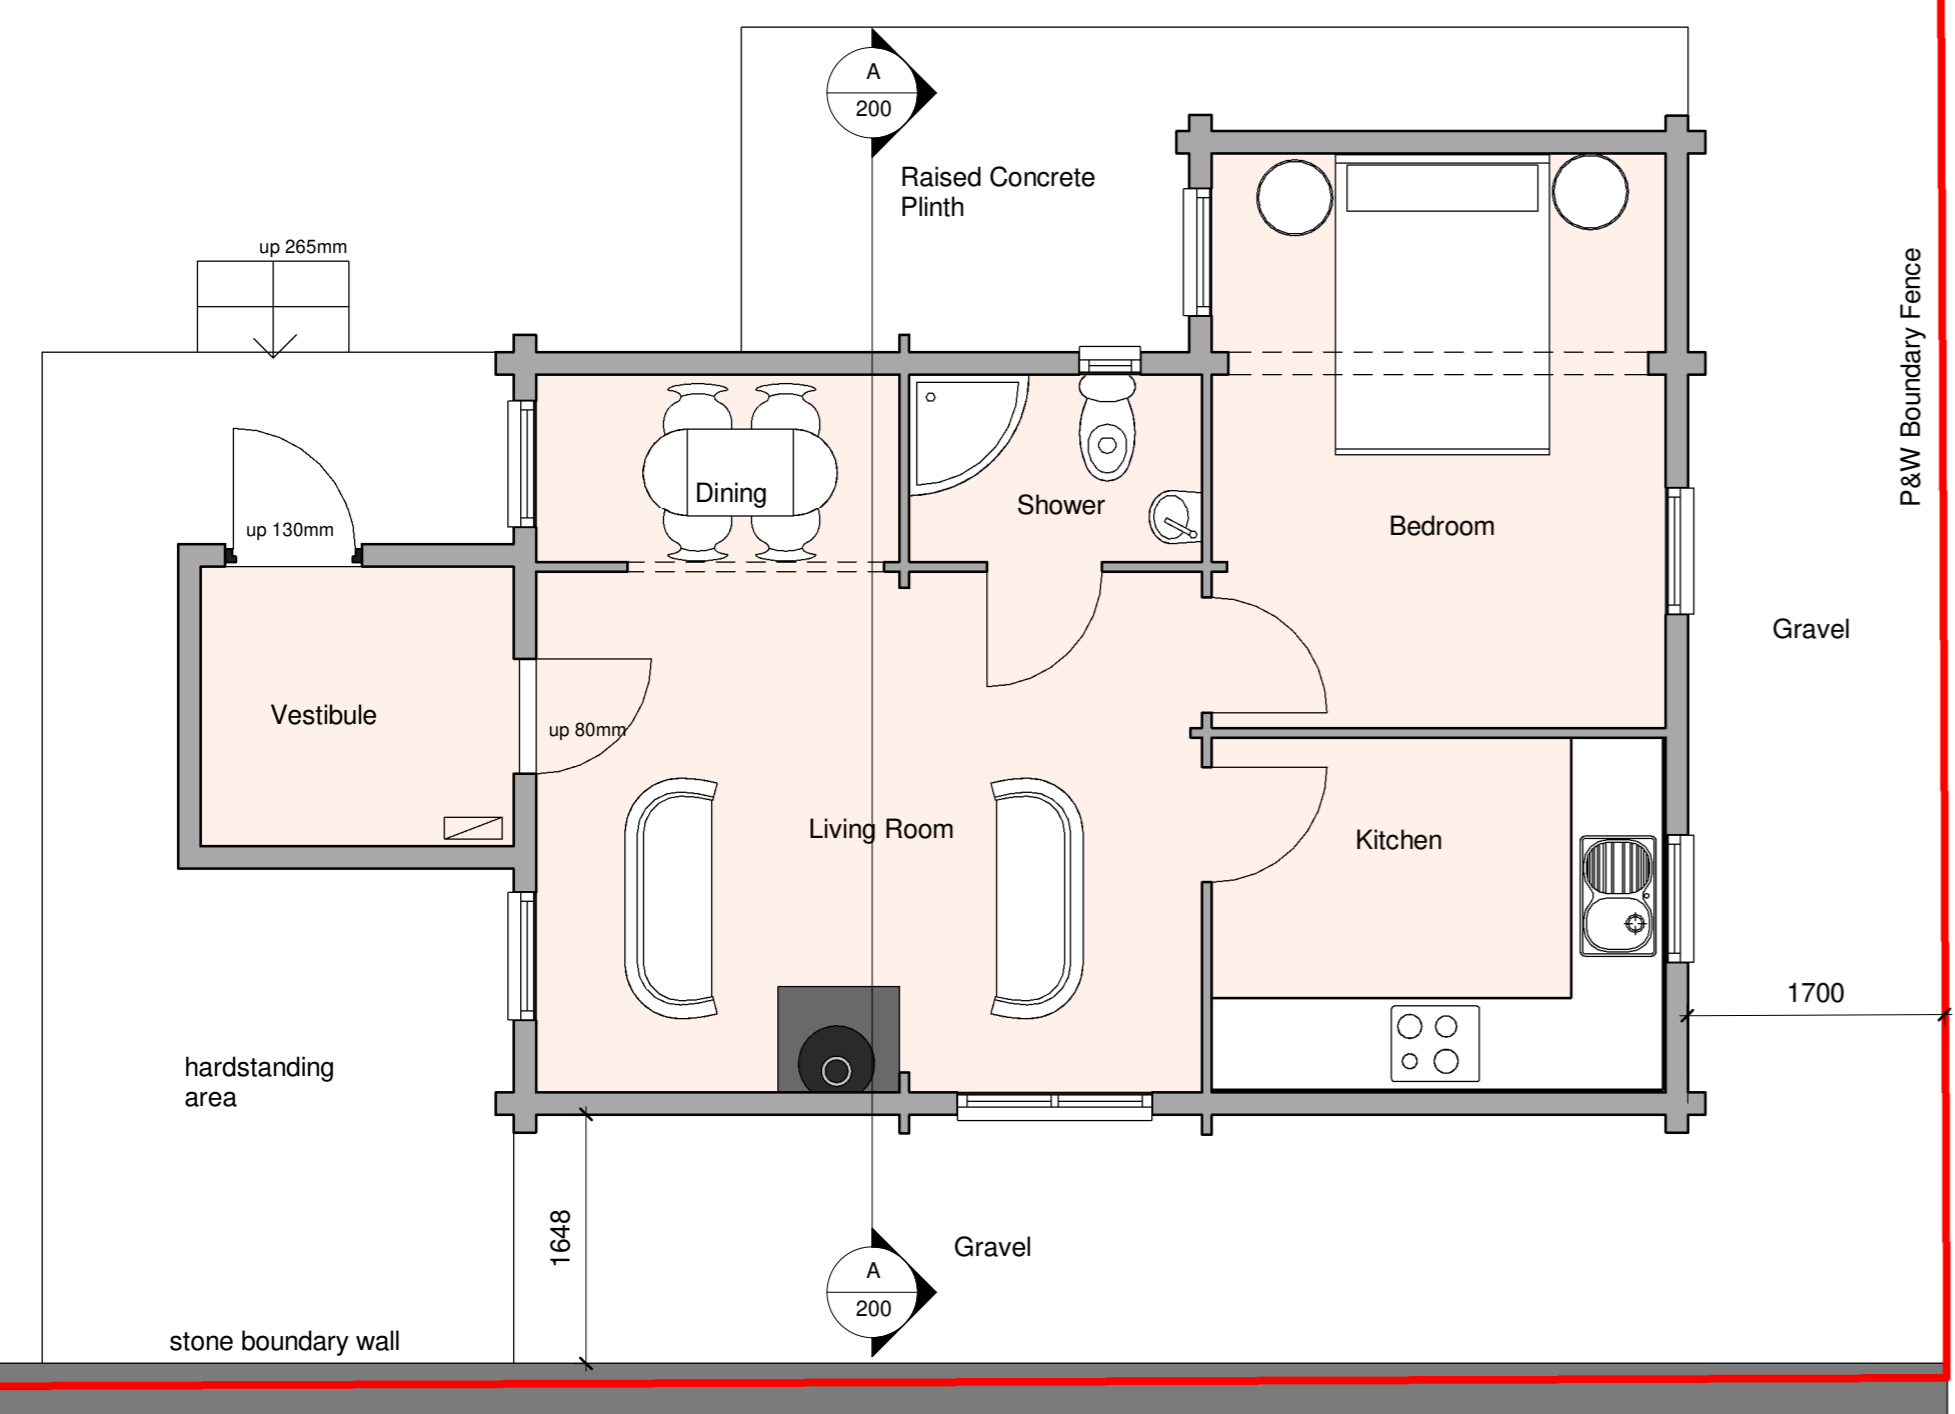 A
200
Raised Concrete
Plinth
up 265mm
P&W Boundary Fence
Dining
Shower
Bedroom
up 130mm
Gravel
Vestibule
up 80mm
Living Room
Kitchen
1700
hardstanding
area
1648
Gravel
A
200
stone boundary wall